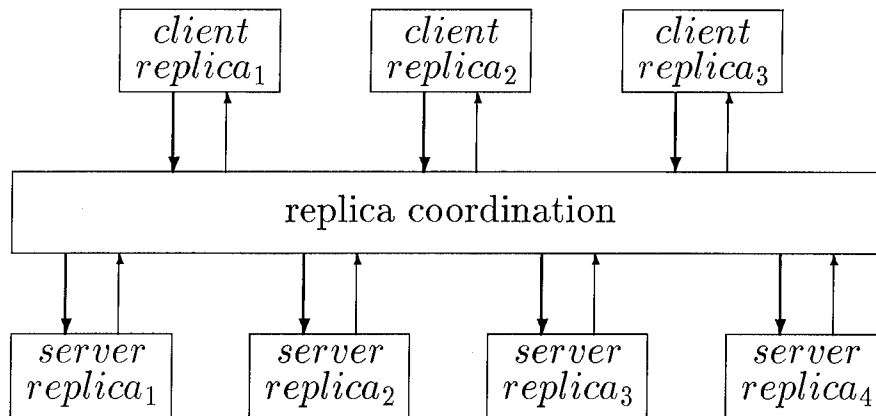 client client client
replica₁ replica₂ replica₃
replica coordination
server server server server
replica₁ replica₂ replica₃ replica₄